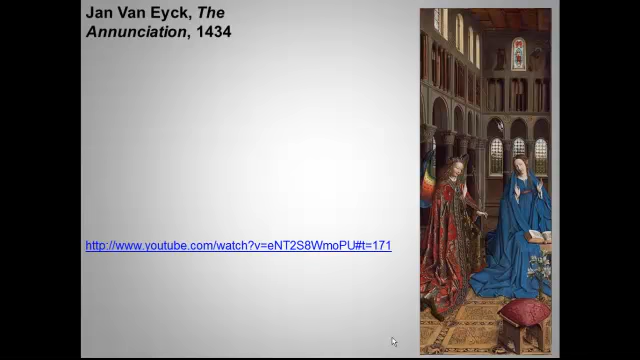 Jan Van Eyck, The
Annunciation, 1434
http://www.youtube.com/watch?v=eNT2S8WmoPU#t=171